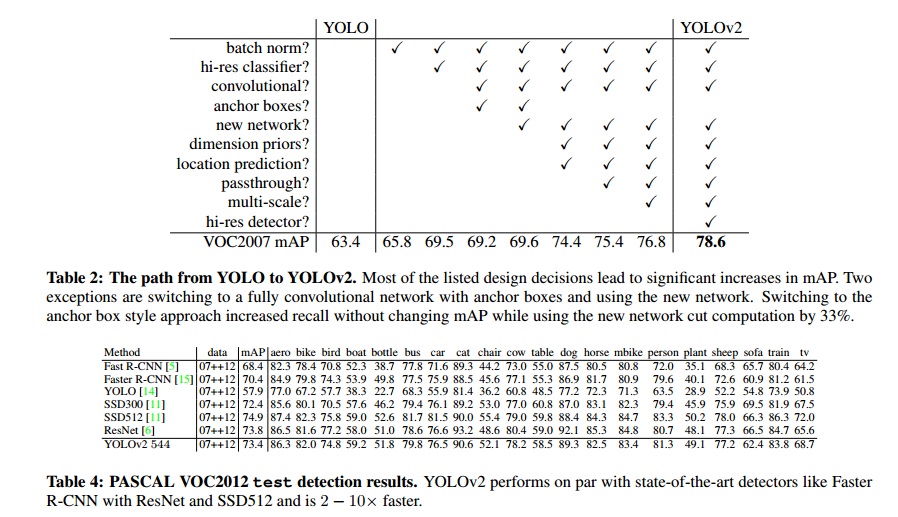 YOLO YOLOv2
batch norm? ✓ ✓ ✓ ✓ ✓ ✓ ✓ ✓
hi-res classifier? ✓ ✓ ✓ ✓ ✓ ✓ ✓
convolutional? ✓ ✓ ✓ ✓ ✓ ✓
anchor boxes? ✓ ✓
new network? ✓ ✓ ✓ ✓ ✓
dimension priors? ✓ ✓ ✓ ✓
location prediction? ✓ ✓ ✓ ✓
passthrough? ✓ ✓ ✓
multi-scale? ✓ ✓
hi-res detector? ✓
VOC2007 mAP 63.4 65.8 69.5 69.2 69.6 74.4 75.4 76.8 78.6
Table 2: The path from YOLO to YOLOv2. Most of the listed design decisions lead to significant increases in mAP. Two
exceptions are switching to a fully convolutional network with anchor boxes and using the new network. Switching to the
anchor box style approach increased recall without changing mAP while using the new network cut computation by 33%.
Method data mAP aero bike bird boat bottle bus car cat chair cow table dog horse mbike person plant sheep sofa train tv
Fast R-CNN [5] 07++12 68.4 82.3 78.4 70.8 52.3 38.7 77.8 71.6 89.3 44.2 73.0 55.0 87.5 80.5 80.8 72.0 35.1 68.3 65.7 80.4 64.2
Faster R-CNN [15] 07++12 70.4 84.9 79.8 74.3 53.9 49.8 77.5 75.9 88.5 45.6 77.1 55.3 86.9 81.7 80.9 79.6 40.1 72.6 60.9 81.2 61.5
YOLO [14] 07++12 57.9 77.0 67.2 57.7 38.3 22.7 68.3 55.9 81.4 36.2 60.8 48.5 77.2 72.3 71.3 63.5 28.9 52.2 54.8 73.9 50.8
SSD300 [11] 07++12 72.4 85.6 80.1 70.5 57.6 46.2 79.4 76.1 89.2 53.0 77.0 60.8 87.0 83.1 82.3 79.4 45.9 75.9 69.5 81.9 67.5
SSD512 [11] 07++12 74.9 87.4 82.3 75.8 59.0 52.6 81.7 81.5 90.0 55.4 79.0 59.8 88.4 84.3 84.7 83.3 50.2 78.0 66.3 86.3 72.0
ResNet [6] 07++12 73.8 86.5 81.6 77.2 58.0 51.0 78.6 76.6 93.2 48.6 80.4 59.0 92.1 85.3 84.8 80.7 48.1 77.3 66.5 84.7 65.6
YOLOv2 544 07++12 73.4 86.3 82.0 74.8 59.2 51.8 79.8 76.5 90.6 52.1 78.2 58.5 89.3 82.5 83.4 81.3 49.1 77.2 62.4 83.8 68.7
Table 4: PASCAL VOC2012 test detection results. YOLOv2 performs on par with state-of-the-art detectors like Faster
R-CNN with ResNet and SSD512 and is 2 − 10× faster.